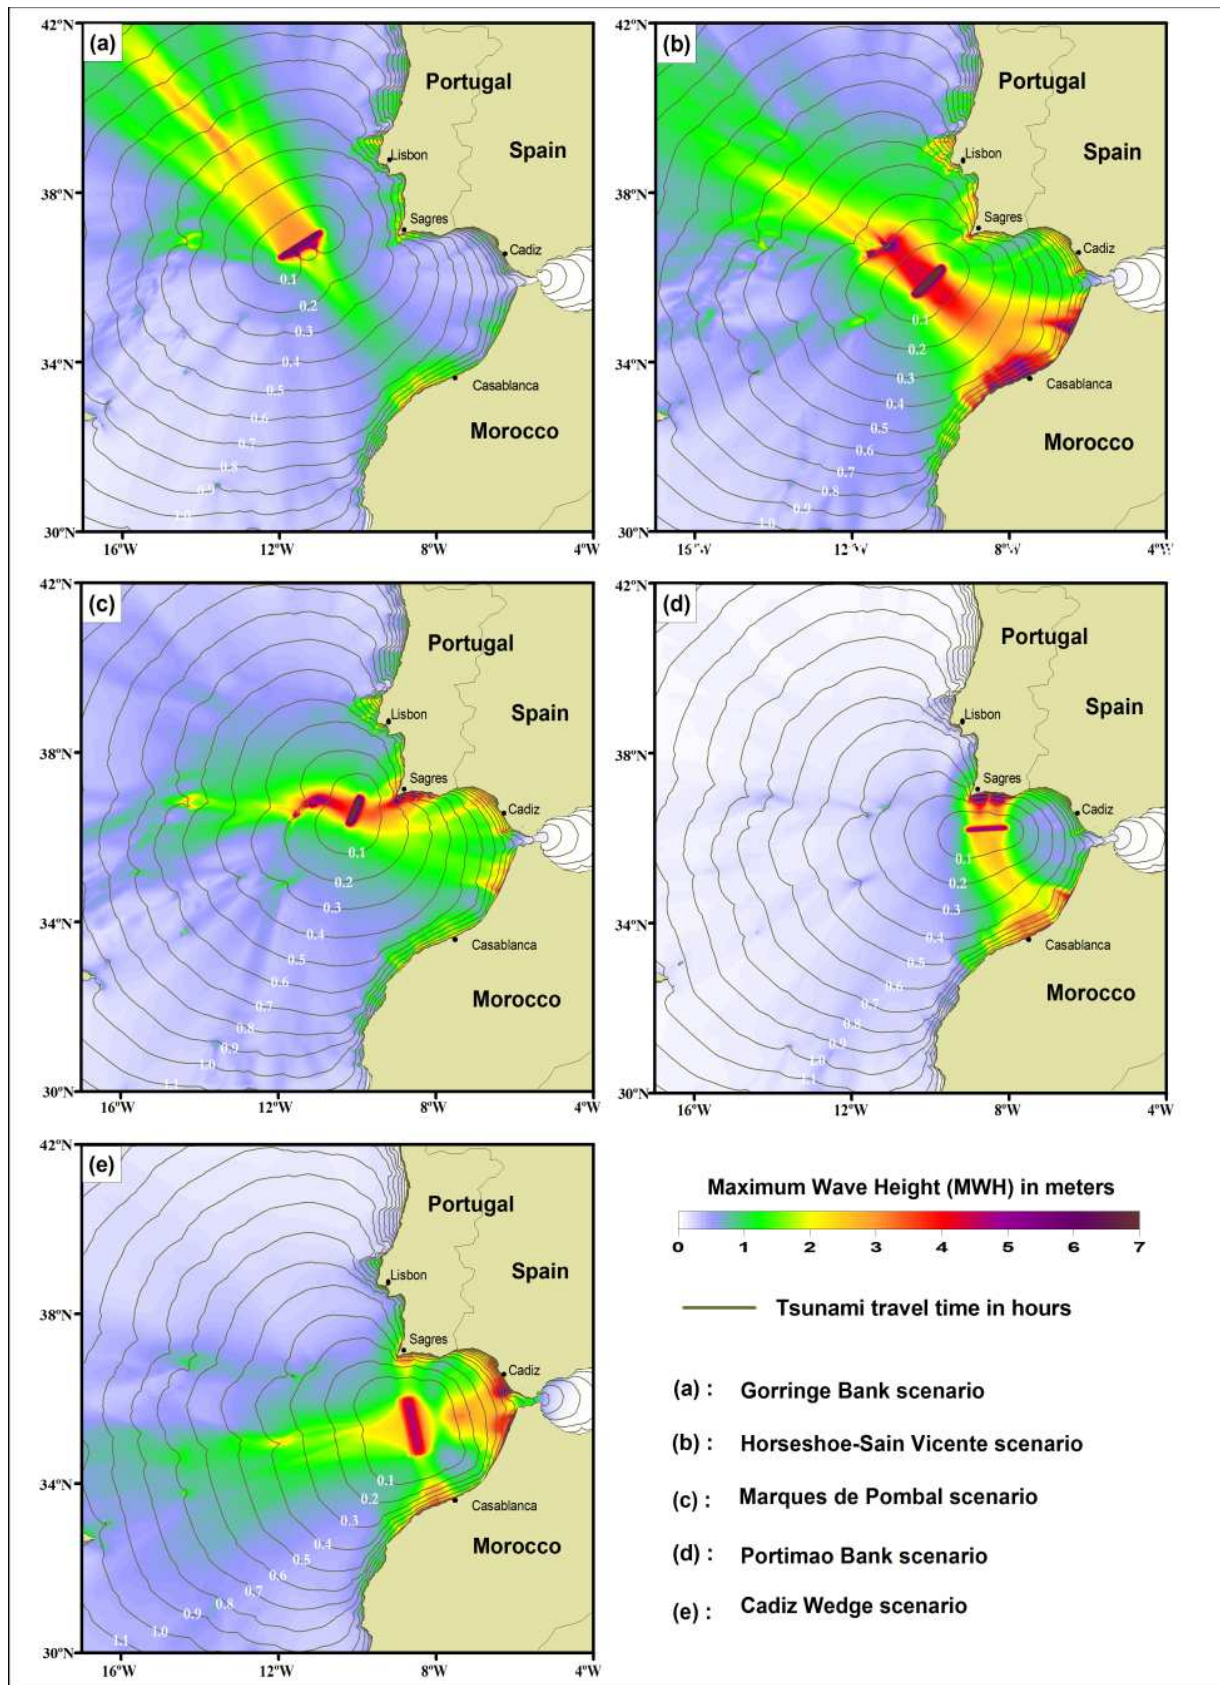 42°N
(a)
Portugal
Spain
Lisbon
38°N
Sagres
Cadiz
0.1
0.2
0.3
34°N
0.4
Casablanca
0.5
0.6
Morocco
0.7
0.8
0.9
1.0
30°N
16°W 12°W 8°W 4°W
42°N
(b)
Portugal
Spain
Lisbon
38°N
Sagres
Cadiz
0.1
0.2
34°N
0.3
Casablanca
0.4
0.5
Morocco
0.6
0.7
0.8
0.9
1.0
30°N
16°W 12°W 8°W 4°W
42°N
(c)
Portugal
Spain
Lisbon
38°N
Sagres
Cadiz
0.1
0.2
0.3
34°N
0.4
Casablanca
0.5
0.6
Morocco
0.7
0.8
0.9
1.0
1.1
30°N
16°W 12°W 8°W 4°W
42°N
(d)
Portugal
Spain
Lisbon
38°N
Sagres
Cadiz
0.1
0.2
0.3
34°N
0.4
Casablanca
0.5
0.6
Morocco
0.7
0.8
0.9
1.0
1.1
30°N
16°W 12°W 8°W 4°W
42°N
(e)
Portugal
Spain
Lisbon
38°N
Sagres
Cadiz
34°N
0.1
0.2
Casablanca
0.3
0.4
Morocco
0.5
0.6
0.7
0.8
0.9
1.0
1.1
30°N
16°W 12°W 8°W 4°W
Maximum Wave Height (MWH) in meters
0 1 2 3 4 5 6 7
Tsunami travel time in hours
(a) : Gorringe Bank scenario
(b) : Horseshoe-Sain Vicente scenario
(c) : Marques de Pombal scenario
(d) : Portimao Bank scenario
(e) : Cadiz Wedge scenario